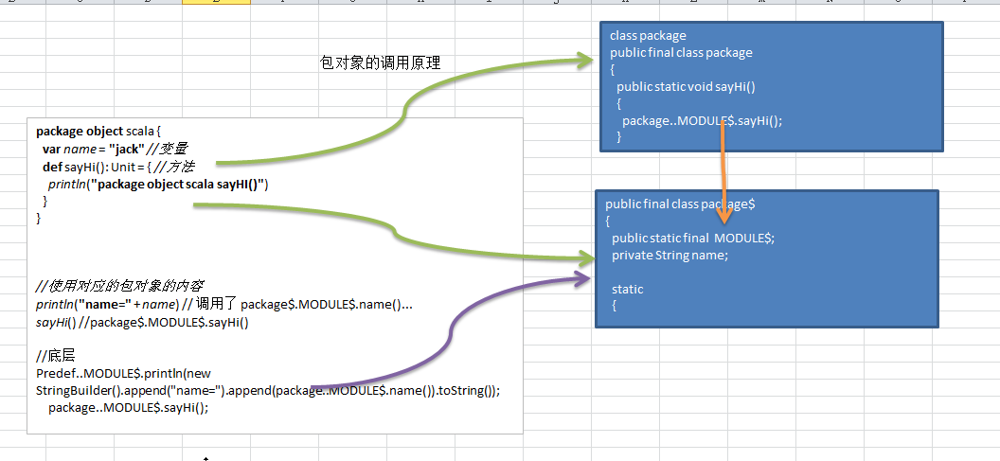 包对象的调用原理
package object scala {
var name = "jack" //变量
def sayHi(): Unit = { //方法
println("package object scala sayHI()")
}
}
//使用对应的包对象的内容
println("name=" + name) // 调用了 package$.MODULE$.name()...
sayHi() //package$.MODULE$.sayHi()
//底层
Predef..MODULE$.println(new
StringBuilder().append("name=").append(package..MODULE$.name()).toString());
package..MODULE$.sayHi();
class package
public final class package
{
public static void sayHi()
{
package..MODULE$.sayHi();
}
public final class package$
{
public static final MODULE$;
private String name;
static
{